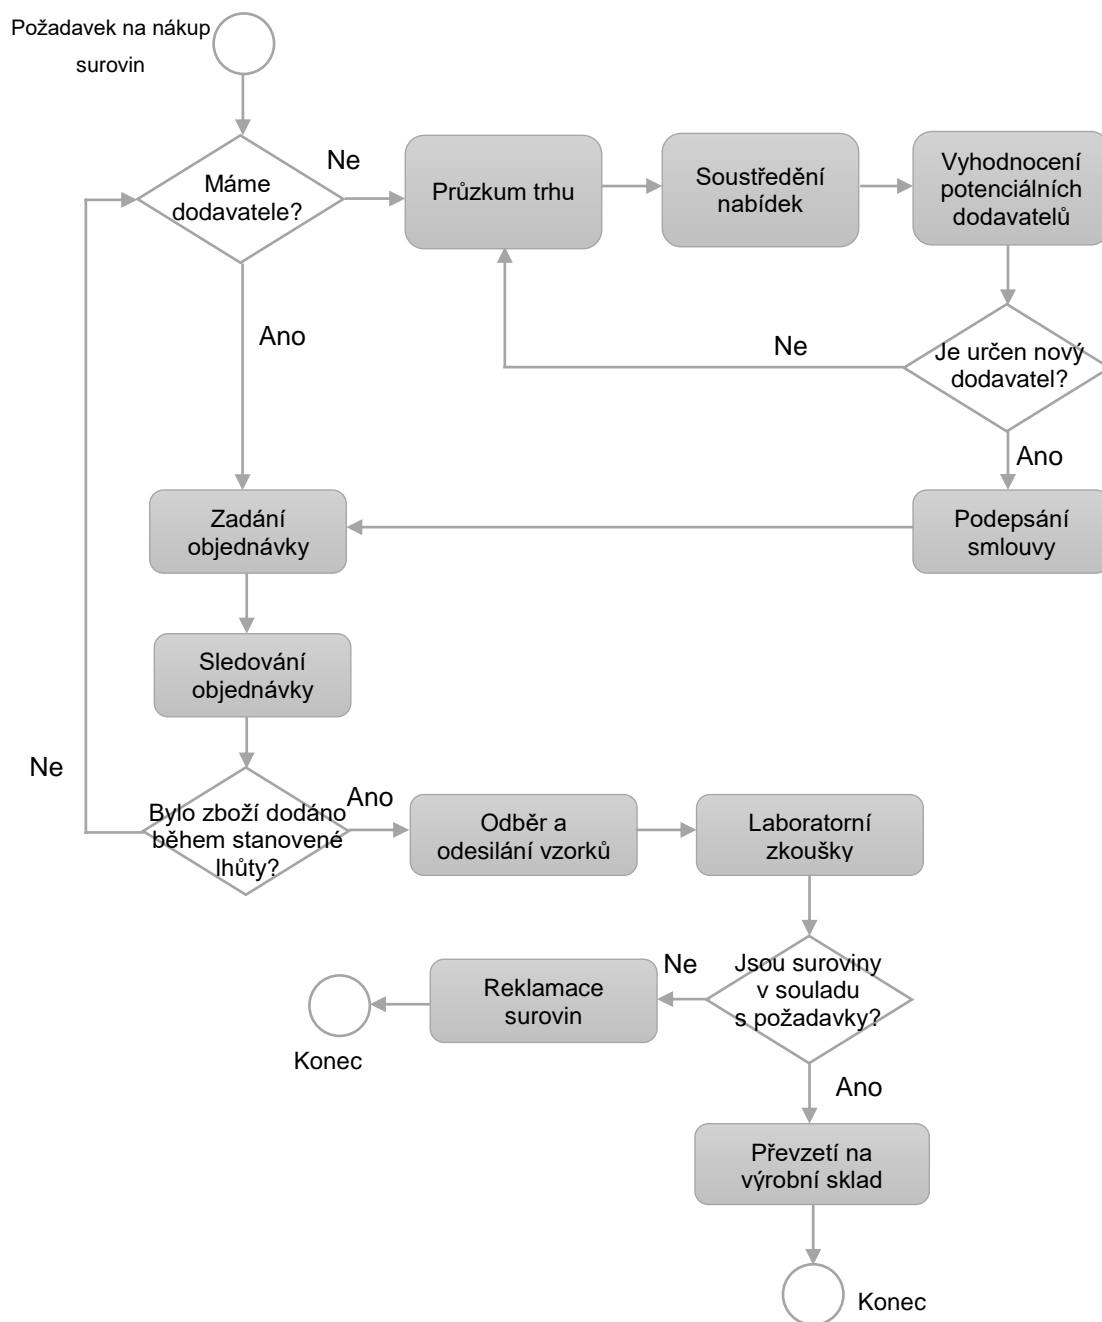 Požadavek na nákup
surovin
Máme
dodavatele?
Ne
Průzkum trhu
Soustředění
nabídek
Vyhodnocení
potenciálních
dodavatelů
Ano
Ne
Je určen nový
dodavatel?
Ano
Zadání
objednávky
Podepsání
smlouvy
Sledování
objednávky
Ne
Bylo zboží dodáno
během stanovené
lhůty?
Ano
Odběr a
odesilání vzorků
Laboratorní
zkoušky
Jsou suroviny
v souladu
s požadavky?
Ne
Reklamace
surovin
Konec
Ano
Převzetí na
výrobní sklad
Konec